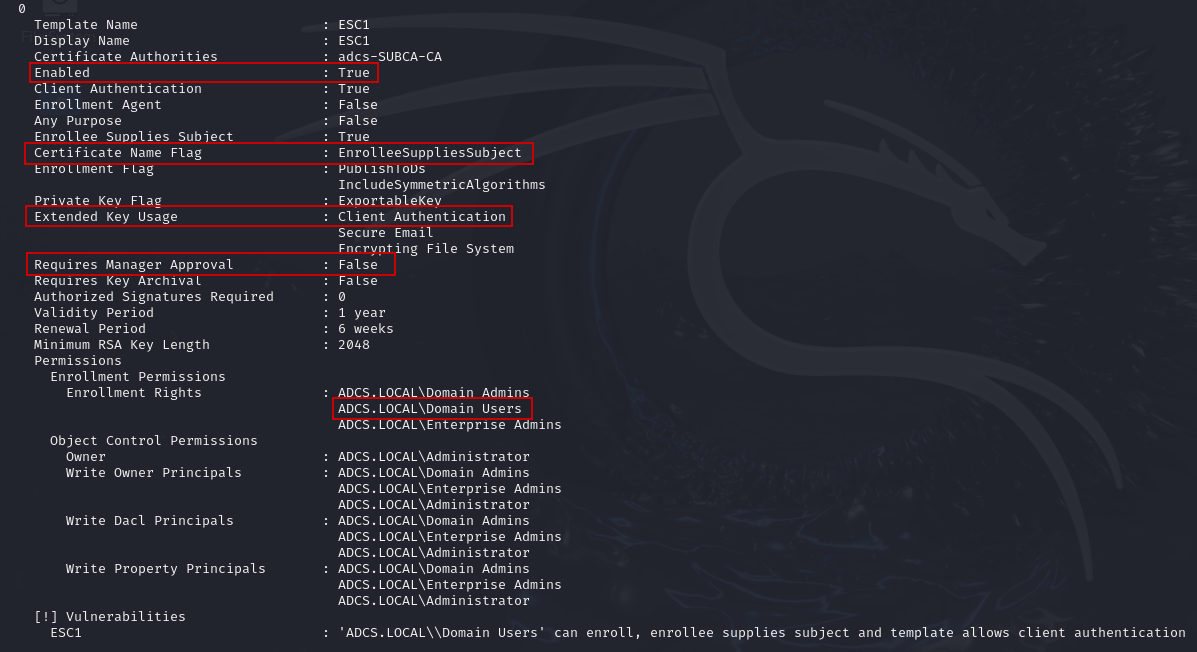 0
Template Name : ESC1
Display Name : ESC1
Certificate Authorities : adcs-SUBCA-CA
Enabled : True
Client Authentication : True
Enrollment Agent : False
Any Purpose : False
Enrollee Supplies Subject : True
Certificate Name Flag : EnrolleeSuppliesSubject
Enrollment Flag : PublishToDs
IncludeSymmetricAlgorithms
Private Key Flag : ExportableKey
Extended Key Usage : Client Authentication
Secure Email
Encrypting File System
Requires Manager Approval : False
Requires Key Archival : False
Authorized Signatures Required : 0
Validity Period : 1 year
Renewal Period : 6 weeks
Minimum RSA Key Length : 2048
Permissions
Enrollment Permissions
Enrollment Rights : ADCS.LOCAL\Domain Admins
ADCS.LOCAL\Domain Users
ADCS.LOCAL\Enterprise Admins
Object Control Permissions
Owner : ADCS.LOCAL\Administrator
Write Owner Principals : ADCS.LOCAL\Domain Admins
ADCS.LOCAL\Enterprise Admins
ADCS.LOCAL\Administrator
Write Dacl Principals : ADCS.LOCAL\Domain Admins
ADCS.LOCAL\Enterprise Admins
ADCS.LOCAL\Administrator
Write Property Principals : ADCS.LOCAL\Domain Admins
ADCS.LOCAL\Enterprise Admins
ADCS.LOCAL\Administrator
[!] Vulnerabilities
ESC1 : 'ADCS.LOCAL\\Domain Users' can enroll, enrollee supplies subject and template allows client authentication